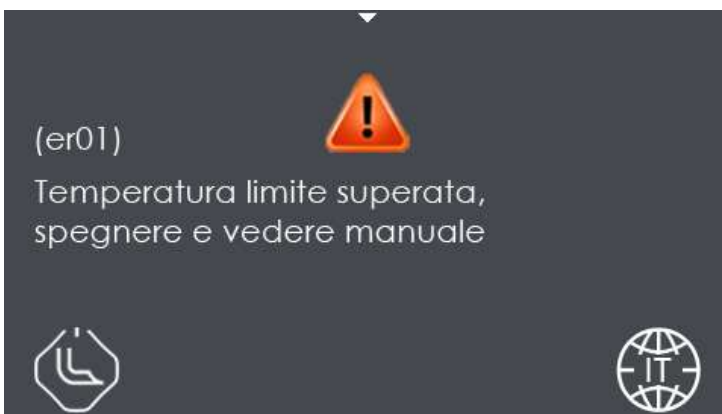 (er01)
Temperatura limite superata,
spegnere e vedere manuale
IT